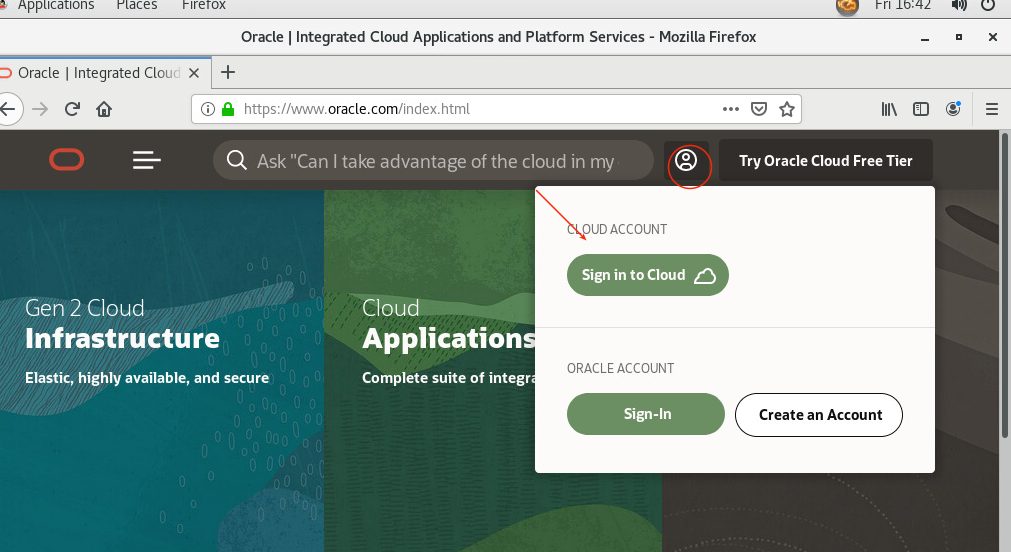 Applications Places Firefox Fri 16:42
Oracle | Integrated Cloud Applications and Platform Services - Mozilla Firefox
Oracle | Integrated Cloud
https://www.oracle.com/index.html
Ask "Can I take advantage of the cloud in my
Try Oracle Cloud Free Tier
CLOUD ACCOUNT
Sign in to Cloud
ORACLE ACCOUNT
Sign-In
Create an Account
Gen 2 Cloud
Infrastructure
Elastic, highly available, and secure
Cloud
Applications
Complete suite of integra